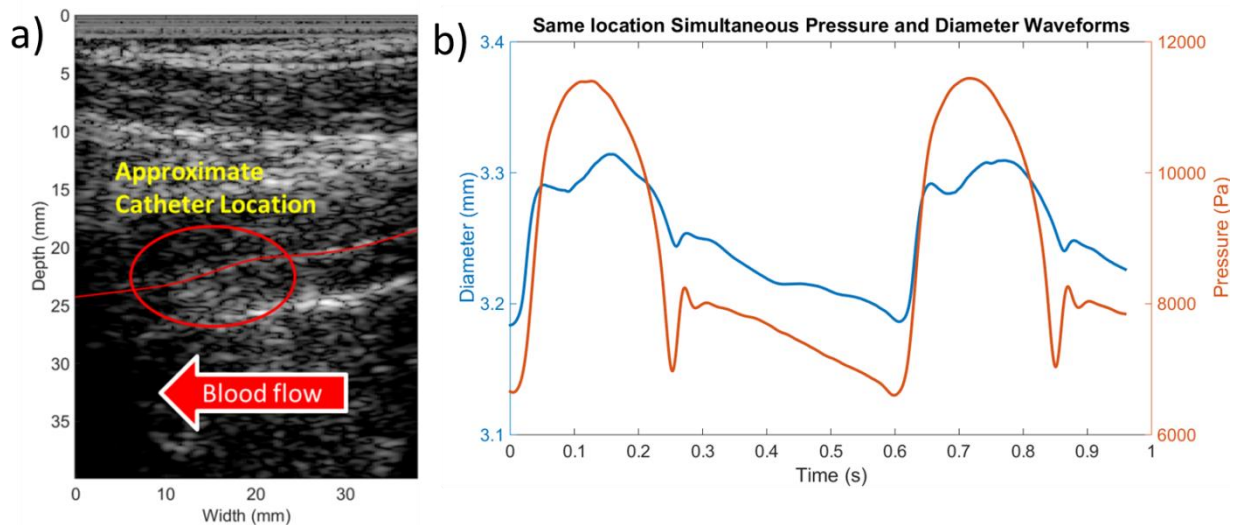 a)
0
5
10
15
20
25
30
35
Depth (mm)
Approximate
Catheter Location
Blood flow
0 10 20 30
Width (mm)
b)
Same location Simultaneous Pressure and Diameter Waveforms
3.4
3.3
3.2
3.1
Diameter (mm)
12000
10000
8000
6000
Pressure (Pa)
0 0.1 0.2 0.3 0.4 0.5 0.6 0.7 0.8 0.9 1
Time (s)